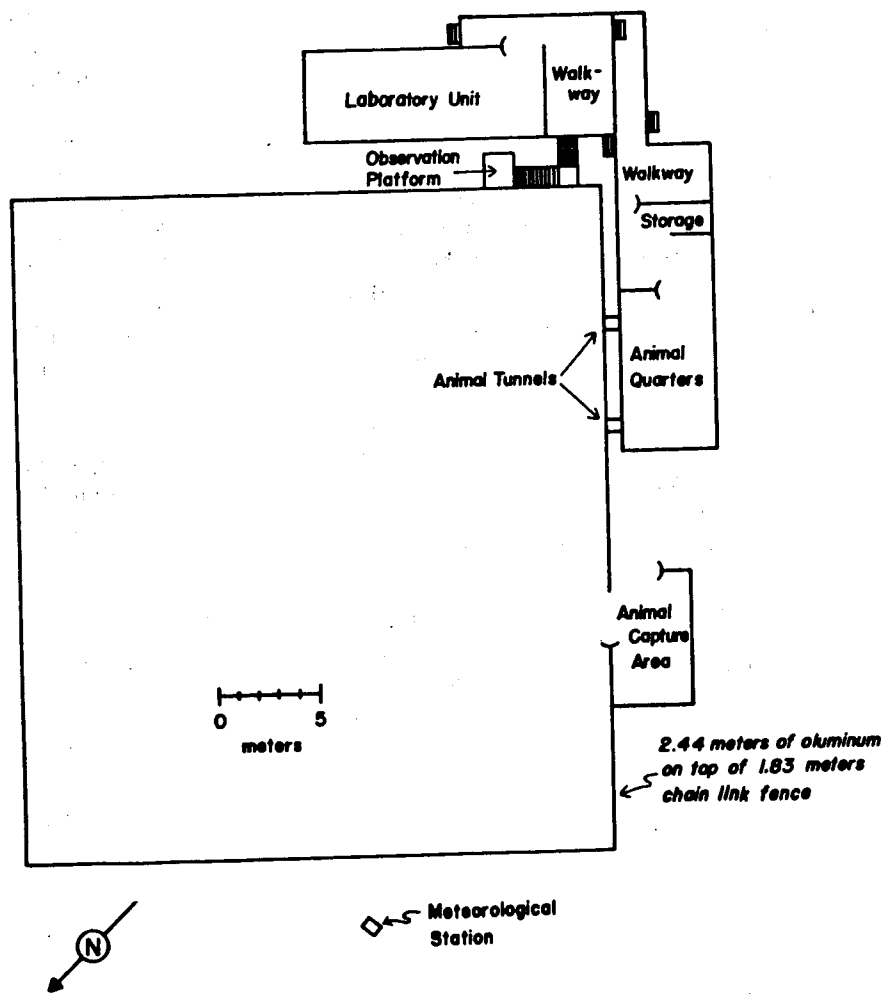 Laboratory Unit
Walk-
way
Observation
Platform
Walkway
Storage
Animal Tunnels
Animal
Quarters
Animal
Capture
Area
0 5
meters
2.44 meters of aluminum
on top of 1.83 meters
chain link fence
Meteorological
Station
N